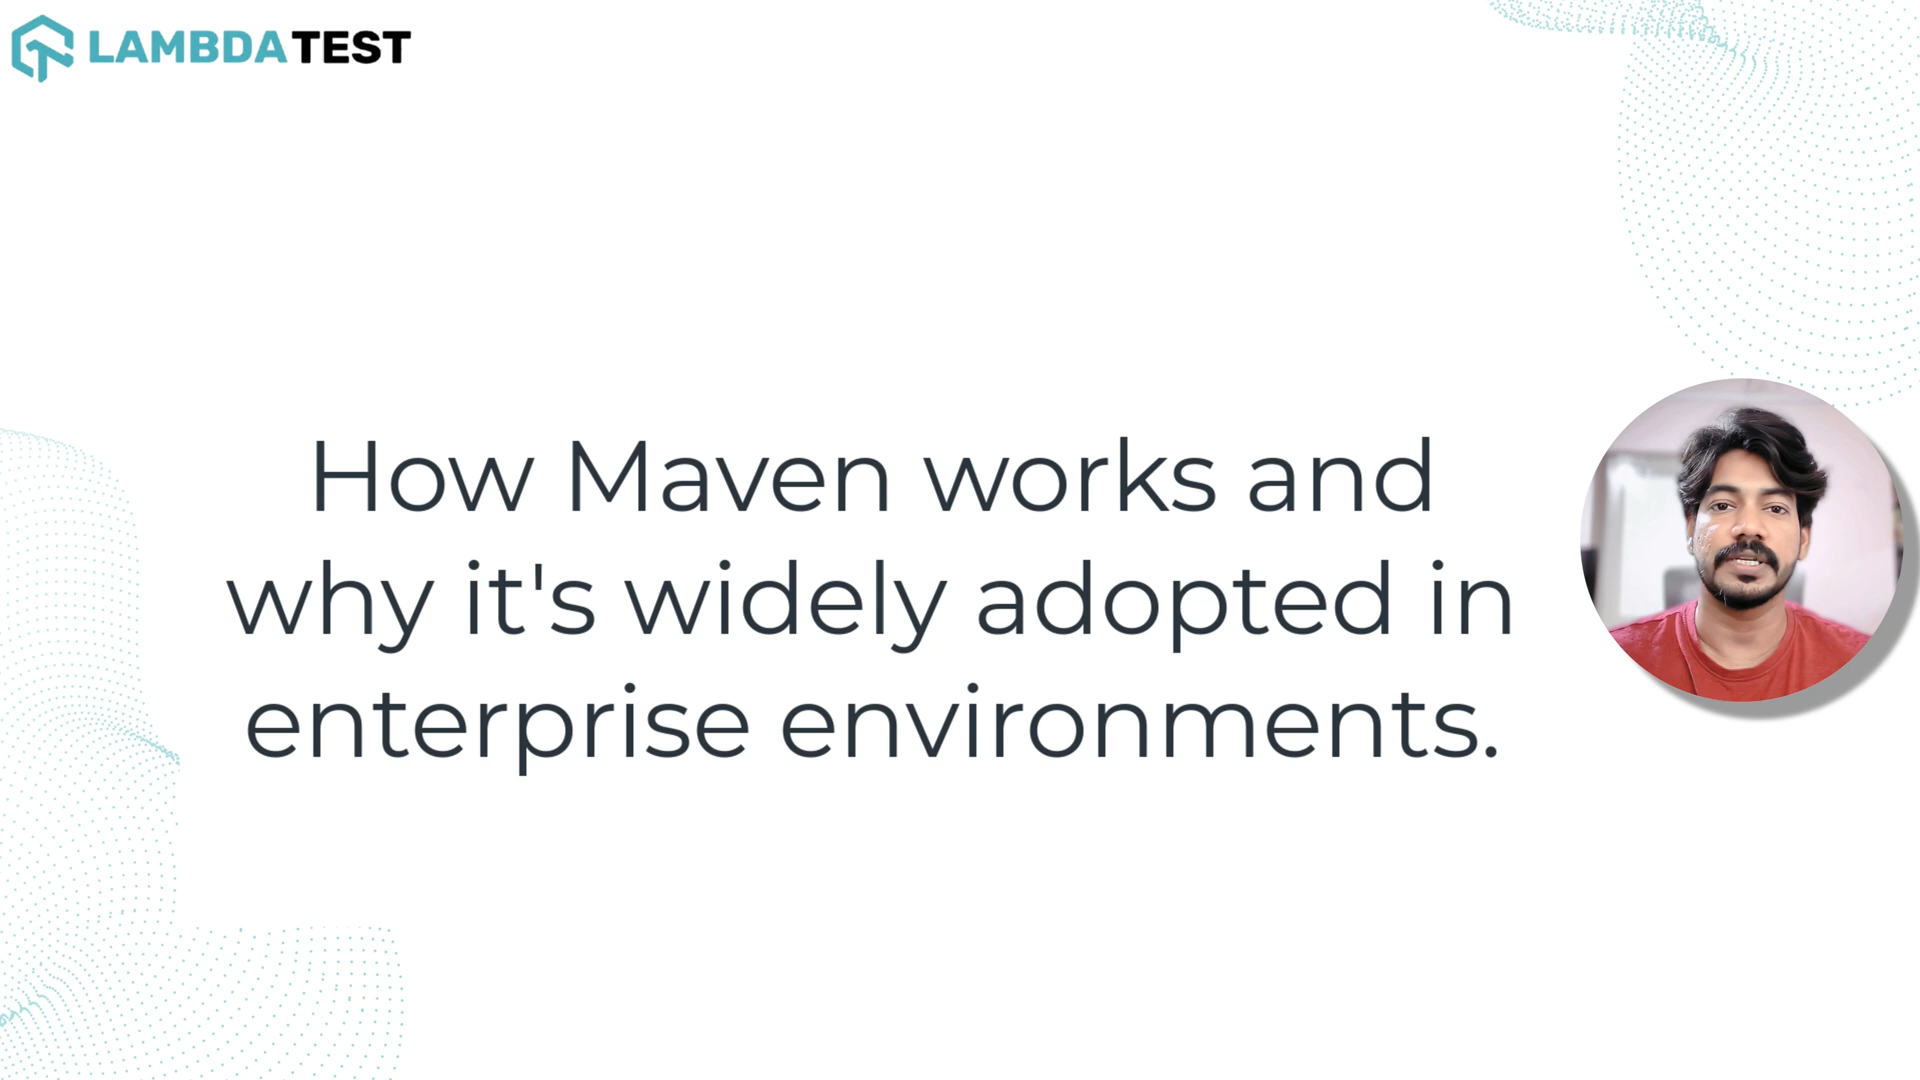 LAMBDATEST
How Maven works and
why it's widely adopted in
enterprise environments.